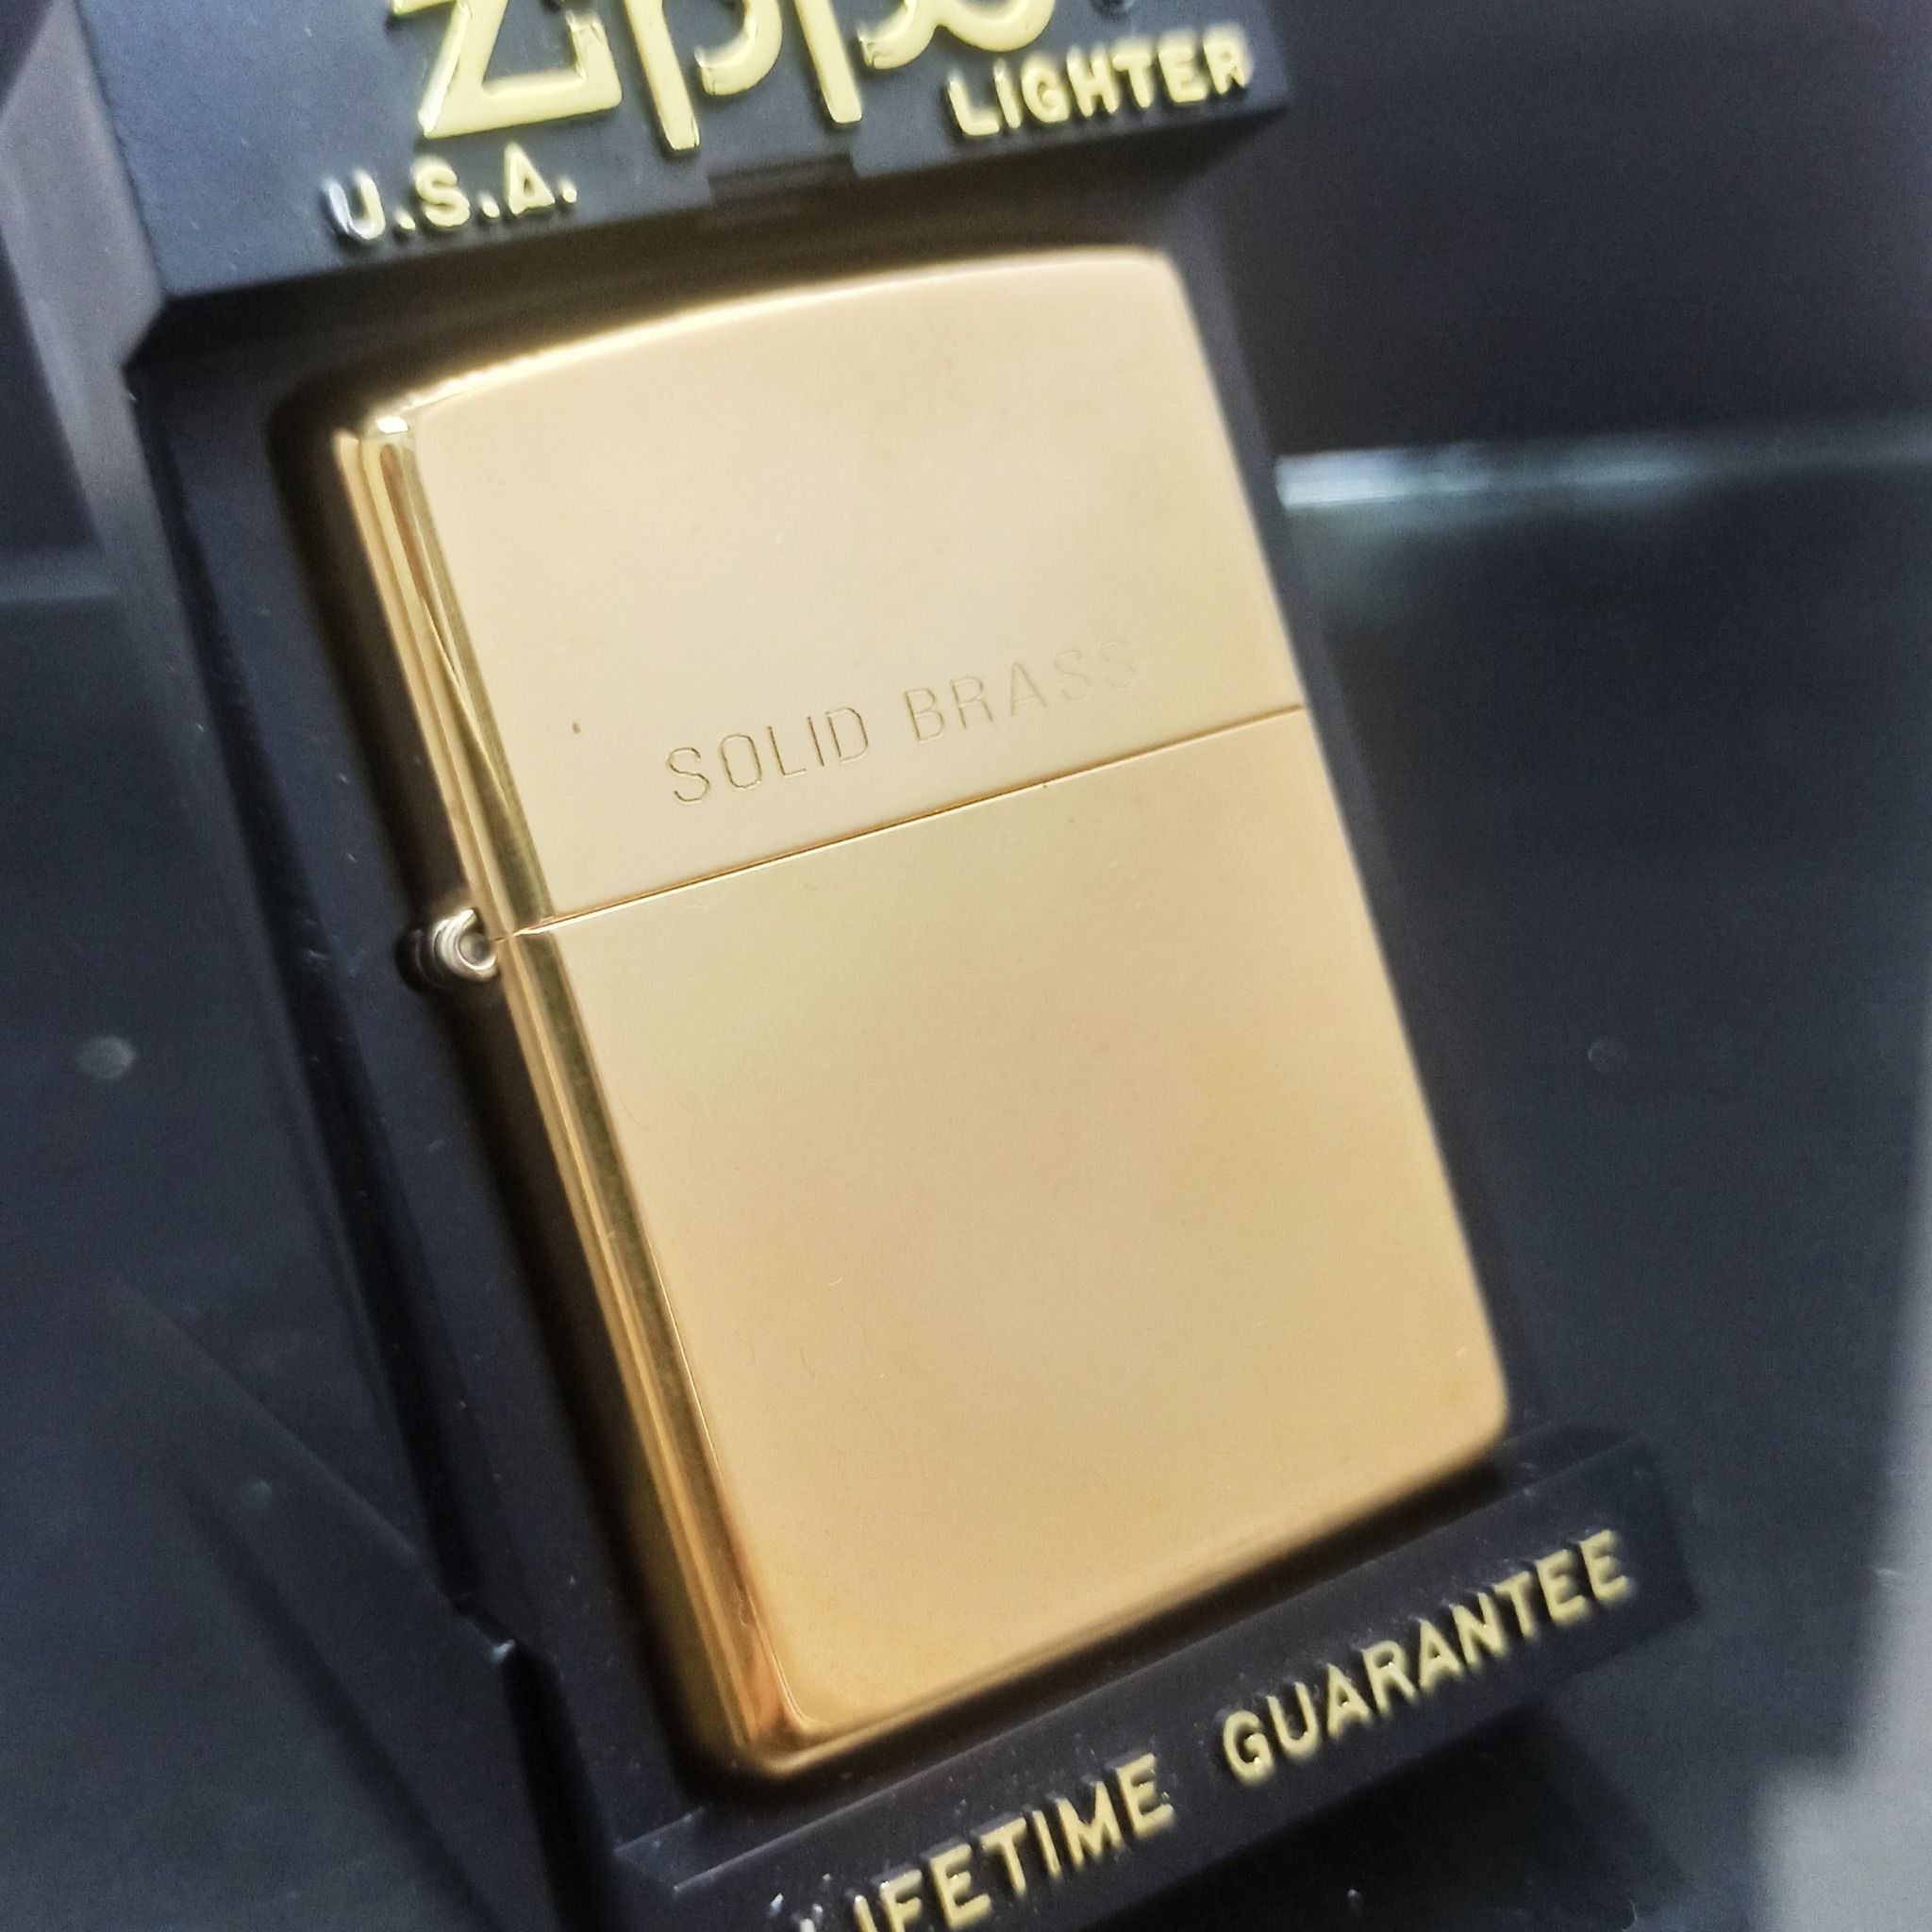 Zippo
LIGHTER
U.S.A.
SOLID BRASS
LIFETIME GUARANTEE